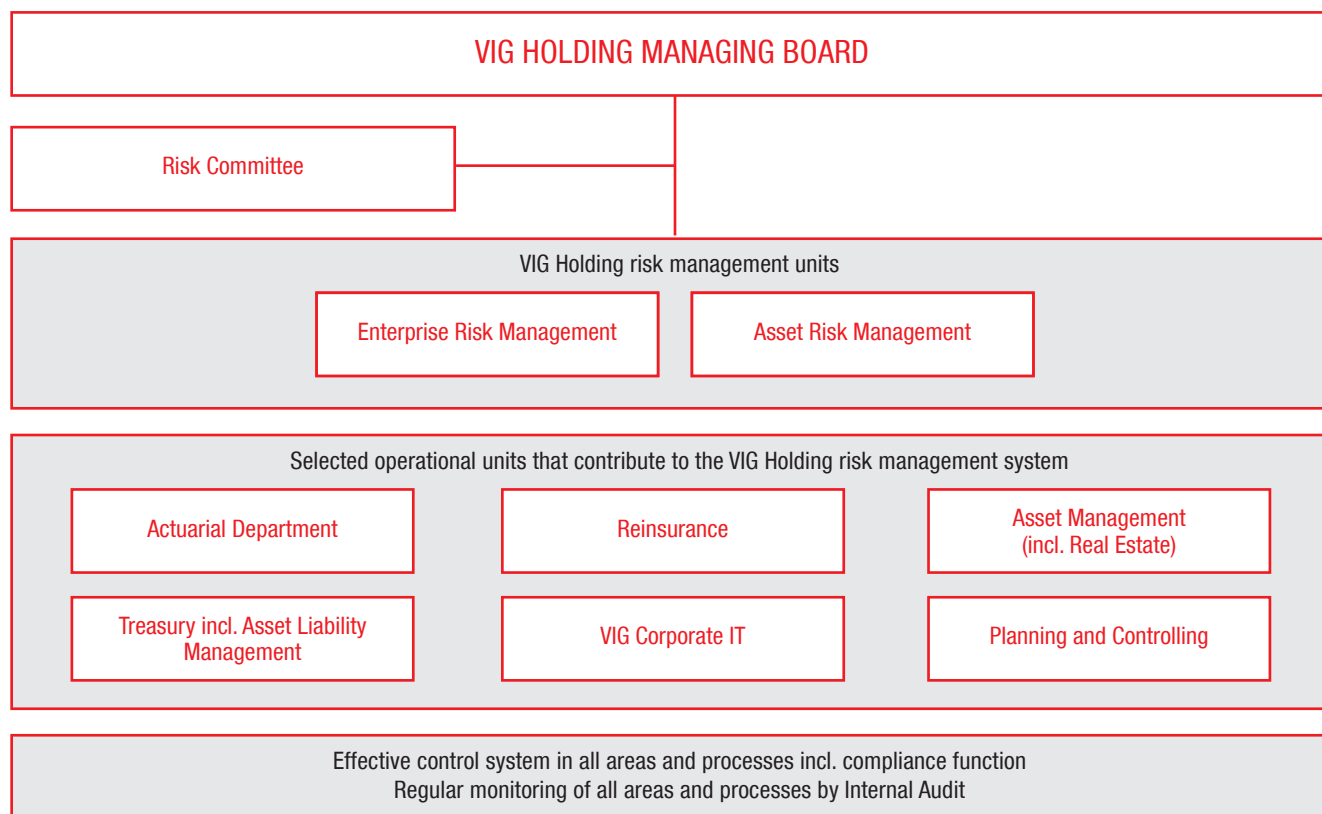 VIG HOLDING MANAGING BOARD
Risk Committee
VIG Holding risk management units
Enterprise Risk Management
Asset Risk Management
Selected operational units that contribute to the VIG Holding risk management system
Actuarial Department
Reinsurance
Asset Management
(incl. Real Estate)
Treasury incl. Asset Liability
Management
VIG Corporate IT
Planning and Controlling
Effective control system in all areas and processes incl. compliance function
Regular monitoring of all areas and processes by Internal Audit